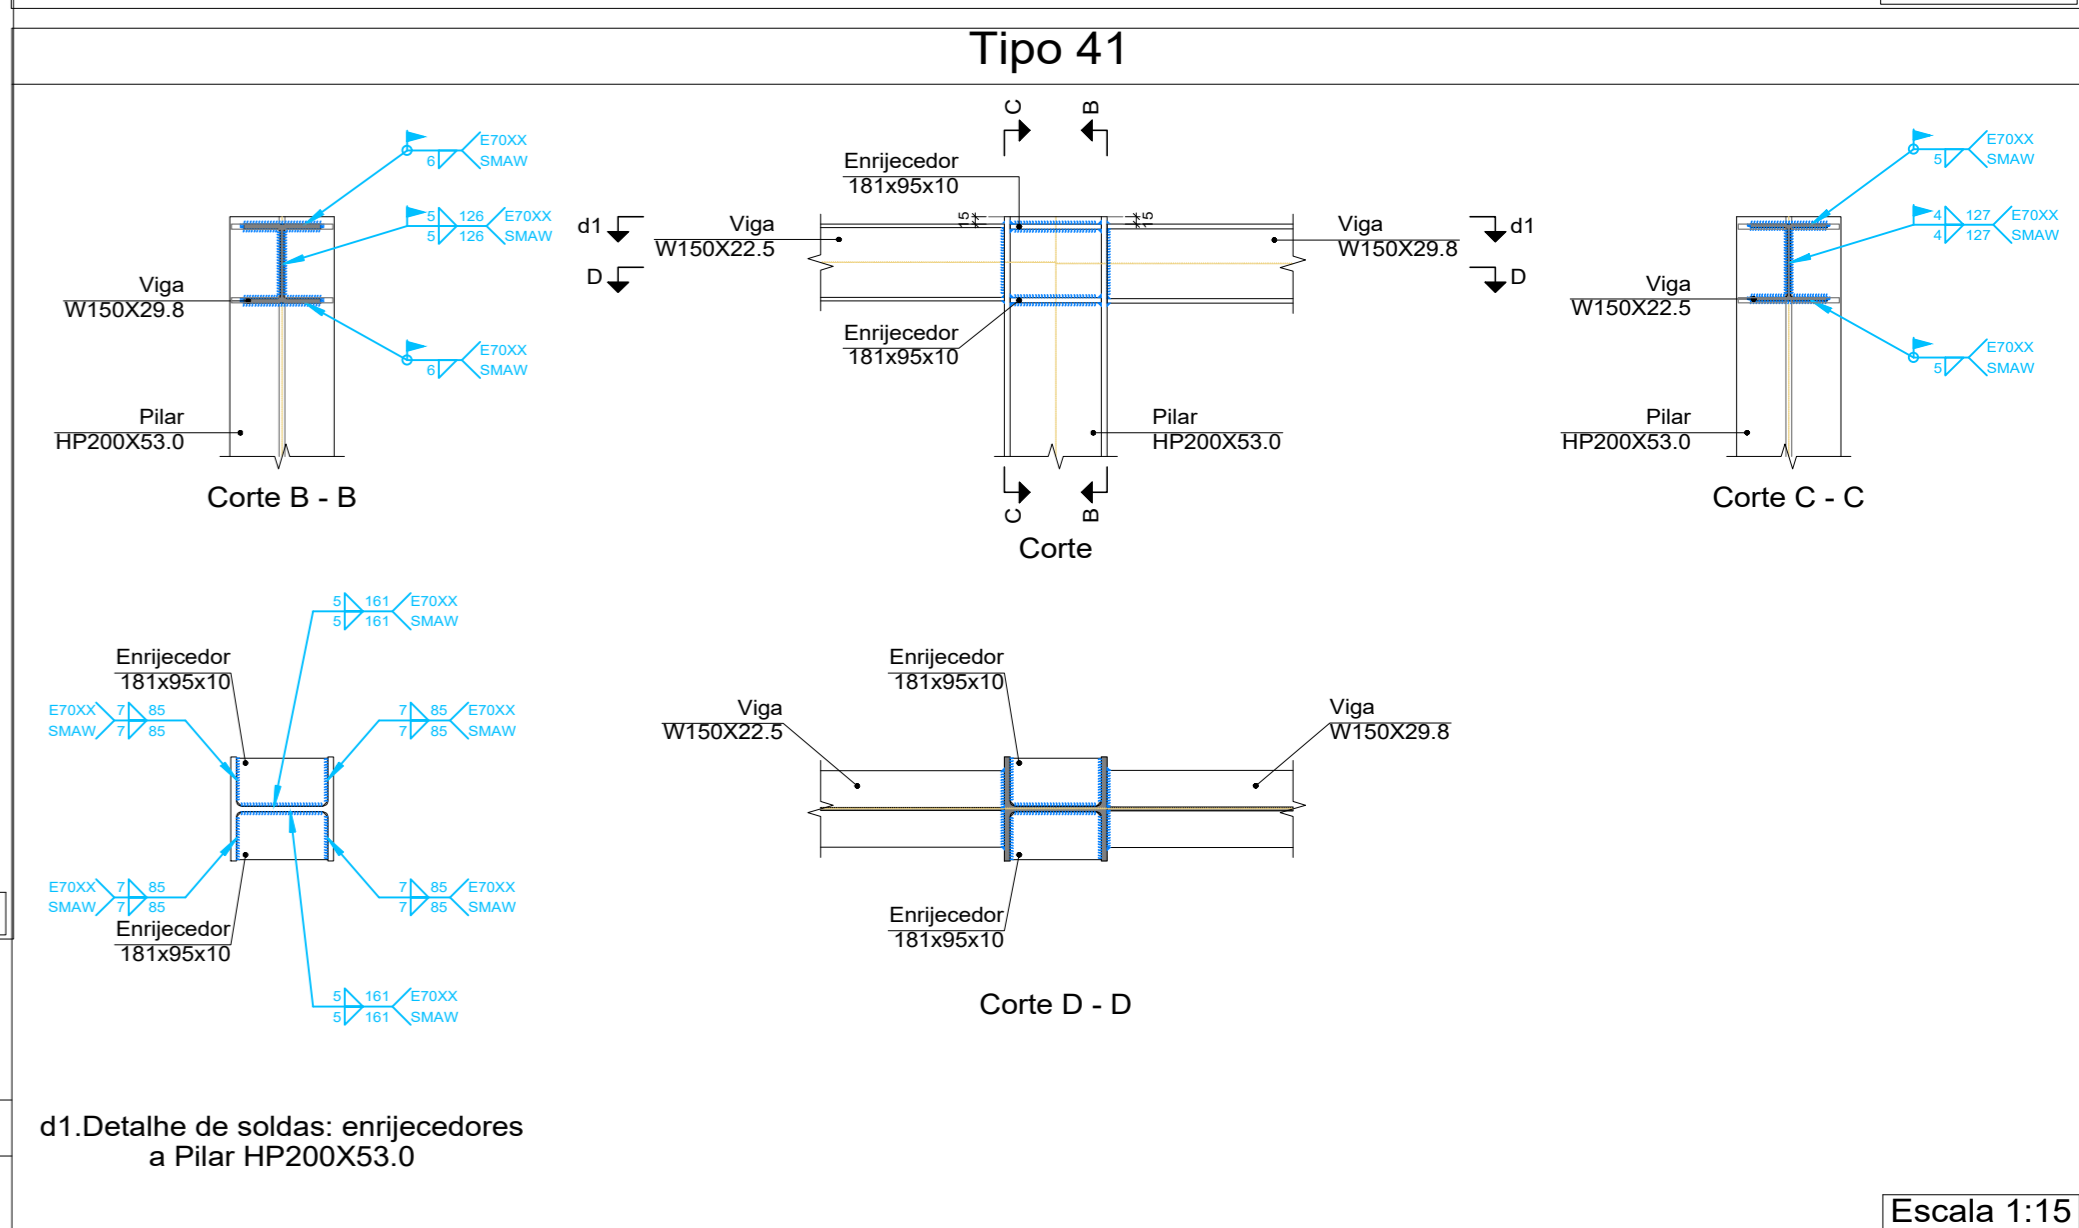 Tipo 41
E70XX
6
SMAW
5 126 E70XX
5 126 SMAW
Viga
W150X29.8
E70XX
6
SMAW
Pilar
HP200X53.0
Corte B - B
C
B
Enrijecedor
181x95x10
15
15
d1
Viga
W150X22.5
Viga
W150X29.8
d1
D
D
Enrijecedor
181x95x10
Pilar
HP200X53.0
C
B
Corte
E70XX
5
SMAW
4 127 E70XX
4 127 SMAW
Viga
W150X22.5
E70XX
5
SMAW
Pilar
HP200X53.0
Corte C - C
5 161 E70XX
5 161 SMAW
Enrijecedor
181x95x10
E70XX 7 85
SMAW 7 85
7 85 E70XX
7 85 SMAW
E70XX 7 85
SMAW 7 85
7 85 E70XX
7 85 SMAW
Enrijecedor
181x95x10
5 161 E70XX
5 161 SMAW
d1.Detalhe de soldas: enrijecedores
a Pilar HP200X53.0
Enrijecedor
181x95x10
Viga
W150X22.5
Viga
W150X29.8
Enrijecedor
181x95x10
Corte D - D
Escala 1:15